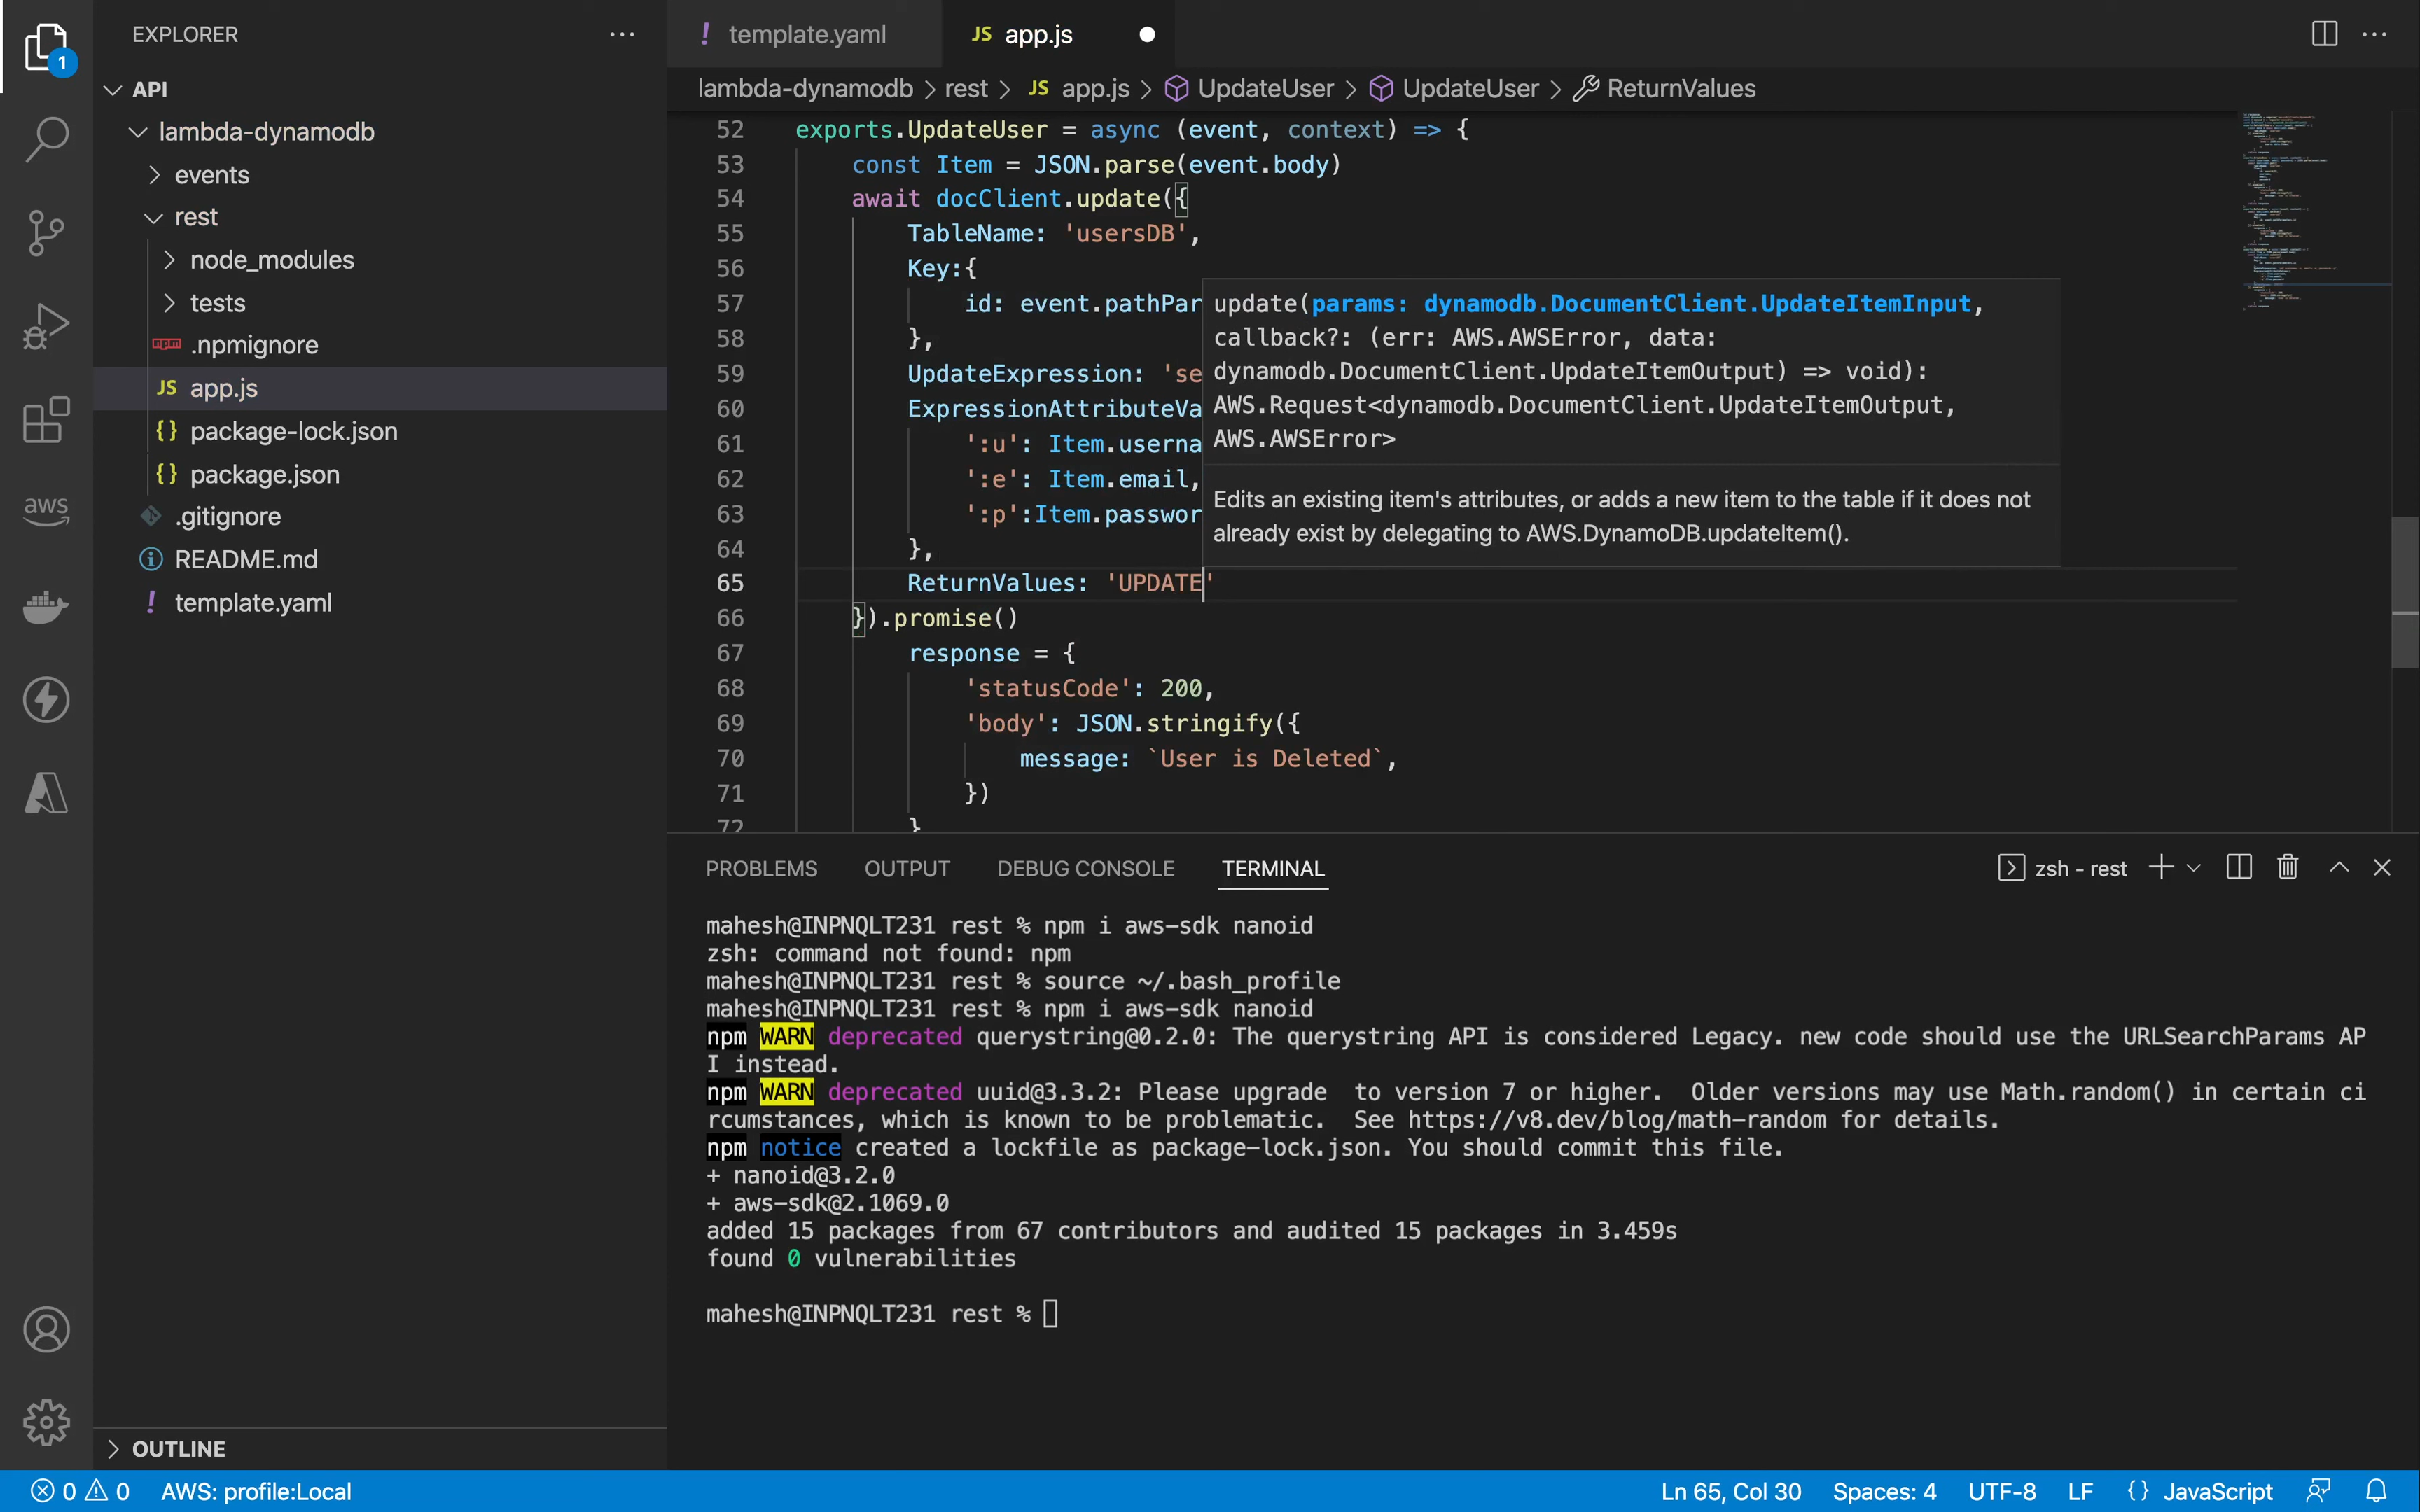 EXPLORER
1
API
lambda-dynamodb
events
rest
node_modules
tests
.npmignore
JS app.js
{} package-lock.json
{} package.json
.gitignore
README.md
! template.yaml
aws
OUTLINE
! template.yaml
JS app.js
lambda-dynamodb > rest > JS app.js > UpdateUser > UpdateUser > ReturnValues
52 exports.UpdateUser = async (event, context) => {
53 const Item = JSON.parse(event.body)
54 await docClient.update({
55 TableName: 'usersDB',
56 Key:{
57 id: event.pathPar
58 },
59 UpdateExpression: 'se
60 ExpressionAttributeVa
61 ':u': Item.userna
62 ':e': Item.email,
63 ':p':Item.passwor
64 },
65 ReturnValues: 'UPDATE'
66 }).promise()
67 response = {
68 'statusCode': 200,
69 'body': JSON.stringify({
70 message: `User is Deleted`,
71 })
72 }
update(params: dynamodb.DocumentClient.UpdateItemInput,
callback?: (err: AWS.AWSError, data:
dynamodb.DocumentClient.UpdateItemOutput) => void):
AWS.Request<dynamodb.DocumentClient.UpdateItemOutput,
AWS.AWSError>
Edits an existing item's attributes, or adds a new item to the table if it does not
already exist by delegating to AWS.DynamoDB.updateItem().
PROBLEMS OUTPUT DEBUG CONSOLE TERMINAL
zsh - rest
mahesh@INPNQLT231 rest % npm i aws-sdk nanoid
zsh: command not found: npm
mahesh@INPNQLT231 rest % source ~/.bash_profile
mahesh@INPNQLT231 rest % npm i aws-sdk nanoid
npm WARN deprecated querystring@0.2.0: The querystring API is considered Legacy. new code should use the URLSearchParams AP
I instead.
npm WARN deprecated uuid@3.3.2: Please upgrade  to version 7 or higher.  Older versions may use Math.random() in certain ci
rcumstances, which is known to be problematic.  See https://v8.dev/blog/math-random for details.
npm notice created a lockfile as package-lock.json. You should commit this file.
+ nanoid@3.2.0
+ aws-sdk@2.1069.0
added 15 packages from 67 contributors and audited 15 packages in 3.459s
found 0 vulnerabilities
mahesh@INPNQLT231 rest %
0 0 AWS: profile:Local
Ln 65, Col 30 Spaces: 4 UTF-8 LF {} JavaScript